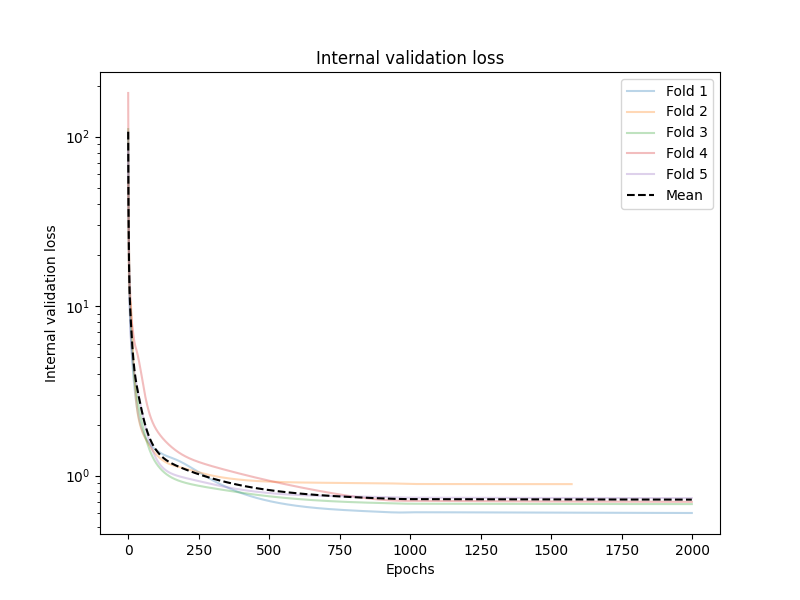 Internal validation loss
Fold 1
Fold 2
Fold 3
Fold 4
Fold 5
Mean
Internal validation loss
10²
10¹
10⁰
0 250 500 750 1000 1250 1500 1750 2000
Epochs